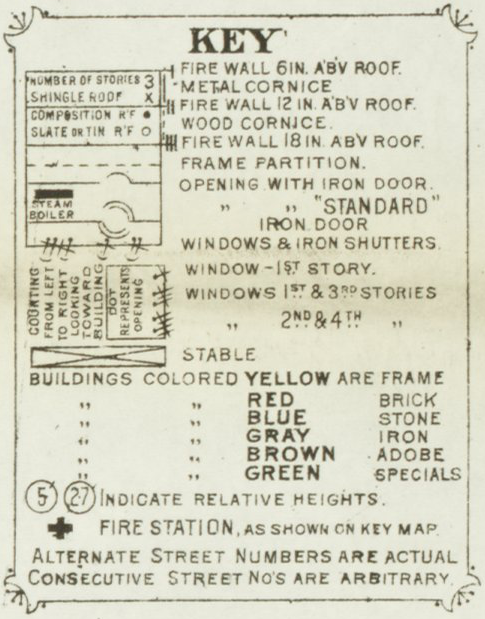 KEY
NUMBER OF STORIES 3
SHINGLE ROOF X
COMPOSITION R'F •
SLATE OR TIN R'F o
STEAM
BOILER
FIRE WALL 6 IN. AB'V ROOF.
METAL CORNICE
FIRE WALL 12 IN. AB'V ROOF.
WOOD CORNICE.
FIRE WALL 18 IN. AB'V ROOF.
FRAME PARTITION.
OPENING WITH IRON DOOR.
" " "STANDARD"
IRON DOOR
WINDOWS & IRON SHUTTERS.
WINDOW - 1ST STORY.
WINDOWS 1ST & 3RD STORIES
" 2ND & 4TH "
COUNTING
FROM LEFT
TO RIGHT
LOOKING
TOWARD
BUILDING
DOT
REPRESENTS
OPENING
STABLE
BUILDINGS COLORED YELLOW ARE FRAME
" " RED BRICK
" " BLUE STONE
" " GRAY IRON
" " BROWN ADOBE
" " GREEN SPECIALS
5 27 INDICATE RELATIVE HEIGHTS.
FIRE STATION, AS SHOWN ON KEY MAP.
ALTERNATE STREET NUMBERS ARE ACTUAL
CONSECUTIVE STREET NO'S ARE ARBITRARY.